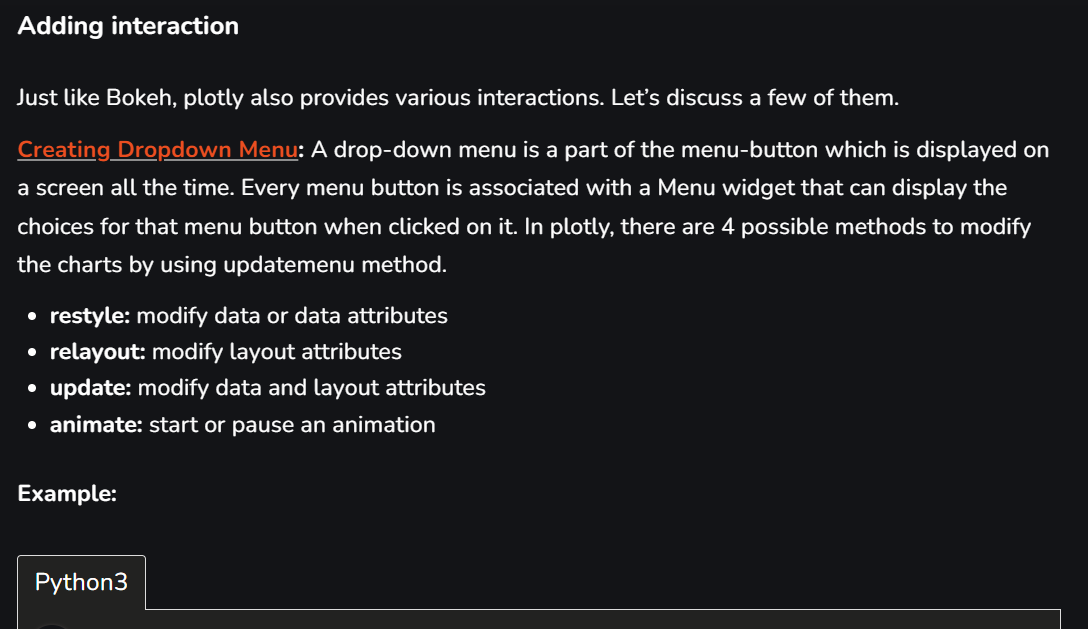 Adding interaction
Just like Bokeh, plotly also provides various interactions. Let’s discuss a few of them.
Creating Dropdown Menu: A drop-down menu is a part of the menu-button which is displayed on
a screen all the time. Every menu button is associated with a Menu widget that can display the
choices for that menu button when clicked on it. In plotly, there are 4 possible methods to modify
the charts by using updatemenu method.
• restyle: modify data or data attributes
• relayout: modify layout attributes
• update: modify data and layout attributes
• animate: start or pause an animation
Example:
Python3